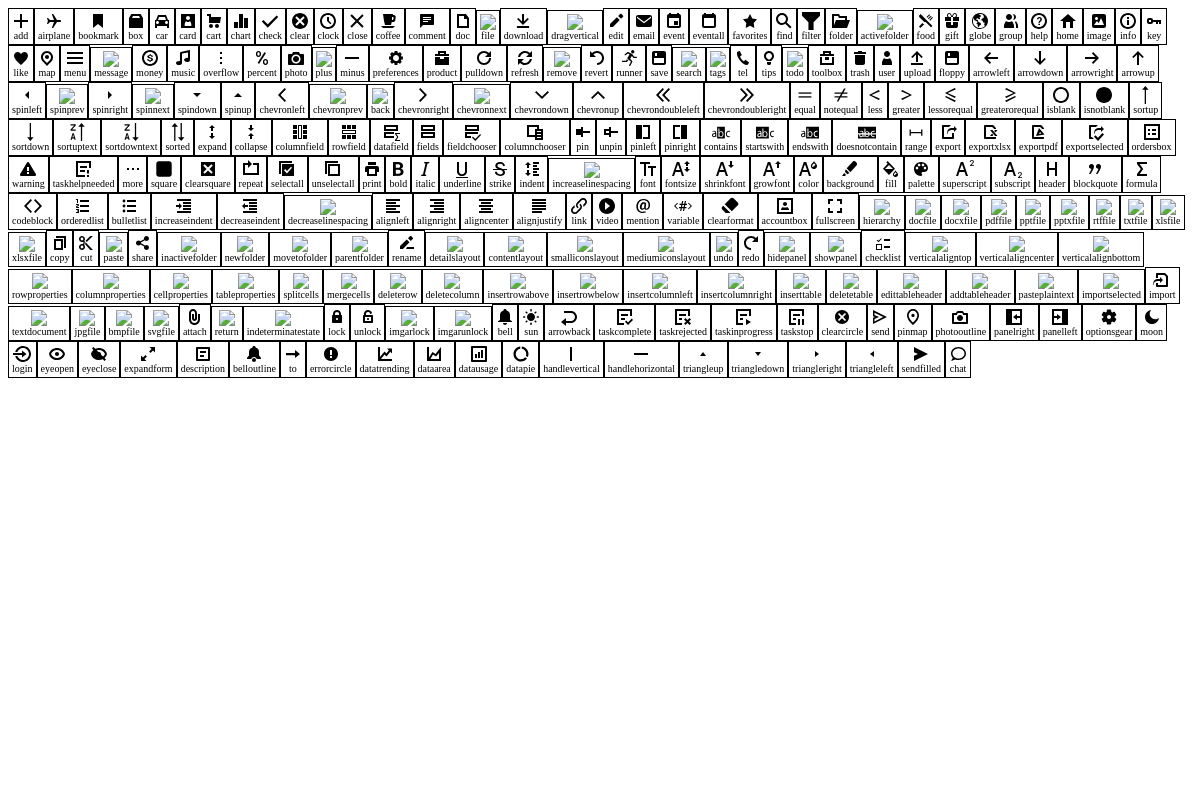 add airplane bookmark box car card cart chart check clear clock close coffee comment doc file download dragvertical edit email event eventall favorites find filter folder activefolder food gift globe group help home image info key
like map menu message money music overflow percent photo plus minus preferences product pulldown refresh remove revert runner save search tags tel tips todo toolbox trash user upload floppy arrowleft arrowdown arrowright arrowup
spinleft spinprev spinright spinnext spindown spinup chevronleft chevronprev back chevronright chevronnext chevrondown chevronup chevrondoubleleft chevrondoubleright equal notequal less greater lessorequal greaterorequal isblank isnotblank sortup
sortdown sortuptext sortdowntext sorted expand collapse columnfield rowfield datafield fields fieldchooser columnchooser pin unpin pinleft pinright contains startswith endswith doesnotcontain range export exportxlsx exportpdf exportselected ordersbox
warning taskhelpneeded more square clearsquare repeat selectall unselectall print bold italic underline strike indent increaselinespacing font fontsize shrinkfont growfont color background fill palette superscript subscript header blockquote formula
codeblock orderedlist bulletlist increaseindent decreaseindent decreaselinespacing alignleft alignright aligncenter alignjustify link video mention variable clearformat accountbox fullscreen hierarchy docfile docxfile pdffile pptfile pptxfile rtffile txtfile xlsfile
xlsxfile copy cut paste share inactivefolder newfolder movetofolder parentfolder rename detailslayout contentlayout smalliconslayout mediumiconslayout undo redo hidepanel showpanel checklist verticalaligntop verticalaligncenter verticalalignbottom
rowproperties columnproperties cellproperties tableproperties splitcells mergecells deleterow deletecolumn insertrowabove insertrowbelow insertcolumnleft insertcolumnright inserttable deletetable edittableheader addtableheader pasteplaintext importselected import
textdocument jpgfile bmpfile svgfile attach return indeterminatestate lock unlock imgarlock imgarunlock bell sun arrowback taskcomplete taskrejected taskinprogress taskstop clearcircle send pinmap photooutline panelright panelleft optionsgear moon
login eyeopen eyeclose expandform description belloutline to errorcircle datatrending dataarea datausage datapie handlevertical handlehorizontal triangleup triangledown triangleright triangleleft sendfilled chat